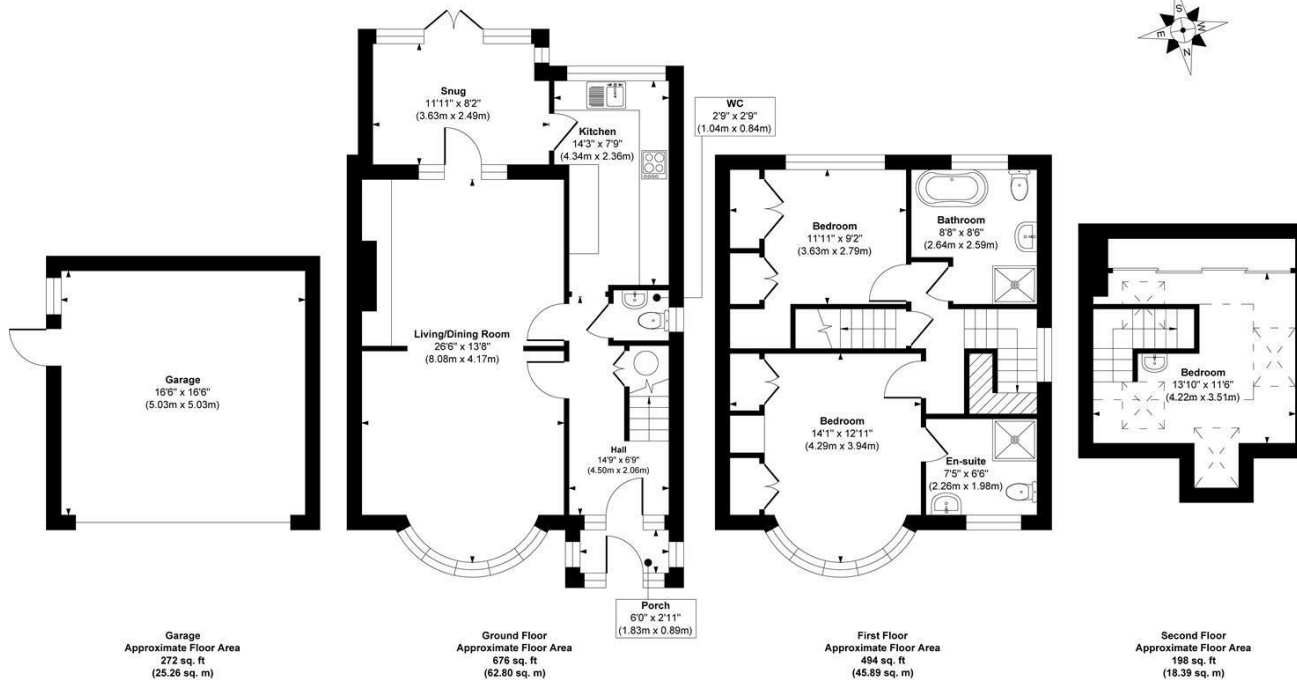 S
W
E
N
Snug
11'11" x 8'2"
(3.63m x 2.49m)
Kitchen
14'3" x 7'9"
(4.34m x 2.36m)
WC
2'9" x 2'9"
(1.04m x 0.84m)
Garage
16'6" x 16'6"
(5.03m x 5.03m)
Living/Dining Room
26'6" x 13'8"
(8.08m x 4.17m)
Hall
14'9" x 6'9"
(4.50m x 2.06m)
Porch
6'0" x 2'11"
(1.83m x 0.89m)
Bedroom
11'11" x 9'2"
(3.63m x 2.79m)
Bathroom
8'8" x 8'6"
(2.64m x 2.59m)
Bedroom
14'1" x 12'11"
(4.29m x 3.94m)
En-suite
7'5" x 6'6"
(2.26m x 1.98m)
Bedroom
13'10" x 11'6"
(4.22m x 3.51m)
Garage
Approximate Floor Area
272 sq. ft
(25.26 sq. m)
Ground Floor
Approximate Floor Area
676 sq. ft
(62.80 sq. m)
First Floor
Approximate Floor Area
494 sq. ft
(45.89 sq. m)
Second Floor
Approximate Floor Area
198 sq. ft
(18.39 sq. m)